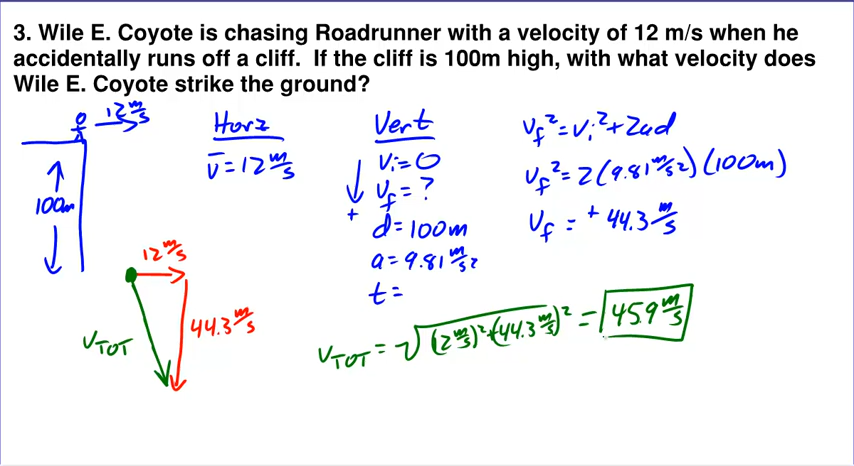 3. Wile E. Coyote is chasing Roadrunner with a velocity of 12 m/s when he
accidentally runs off a cliff. If the cliff is 100m high, with what velocity does
Wile E. Coyote strike the ground?
12 m/s
100m
Horz
v̄ = 12 m/s
Vert
+
Vi = 0
Vf = ?
d = 100m
a = 9.81 m/s²
t =
Vf² = Vi² + 2ad
Vf² = 2(9.81 m/s²)(100m)
Vf = + 44.3 m/s
12 m/s
44.3 m/s
VTOT
VTOT = √(12 m/s)² + (44.3 m/s)² = 45.9 m/s